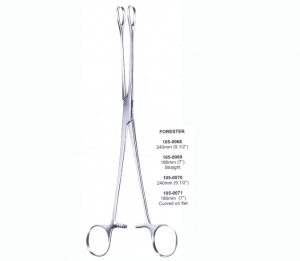 FORESTER
105-0068
240mm (9.1/2")
105-0069
180mm (7")
Straight
105-0070
240mm (9.1/2")
105-0071
180mm (7")
Curved on flat